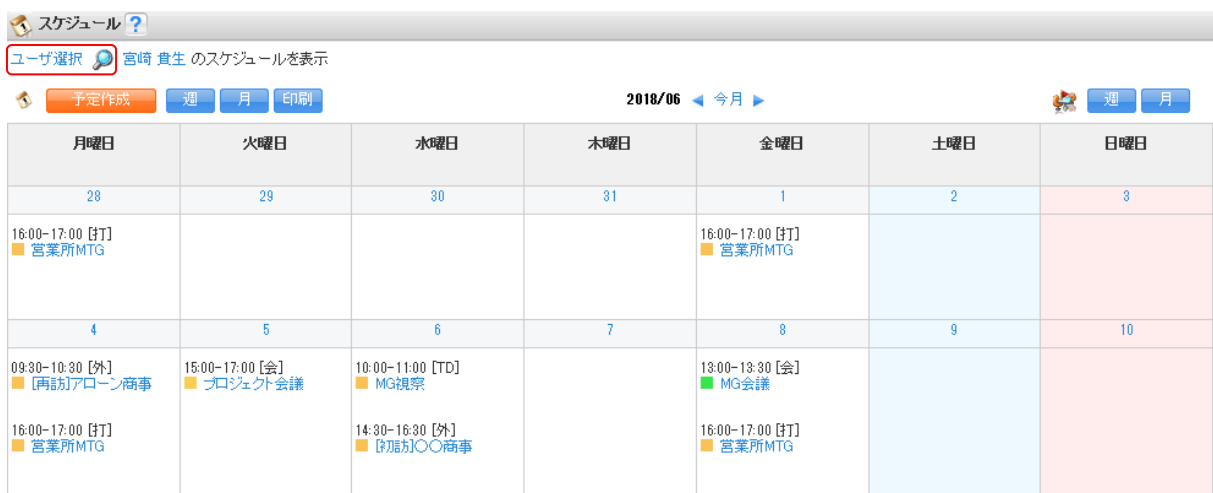 スケジュール ?
ユーザ選択 宮崎 貴生 のスケジュールを表示
予定作成 週 月 印刷 2018/06 ◀ 今月 ▶ 週 月
月曜日 火曜日 水曜日 木曜日 金曜日 土曜日 日曜日
28 29 30 31 1 2 3
16:00-17:00 [打] 16:00-17:00 [打]
営業所MTG 営業所MTG
4 5 6 7 8 9 10
09:30-10:30 [外] 15:00-17:00 [会] 10:00-11:00 [TD] 13:00-13:30 [会]
[再訪]アローン商事 プロジェクト会議 MG視察 MG会議
16:00-17:00 [打] 14:30-16:30 [外] 16:00-17:00 [打]
営業所MTG [初訪]〇〇商事 営業所MTG